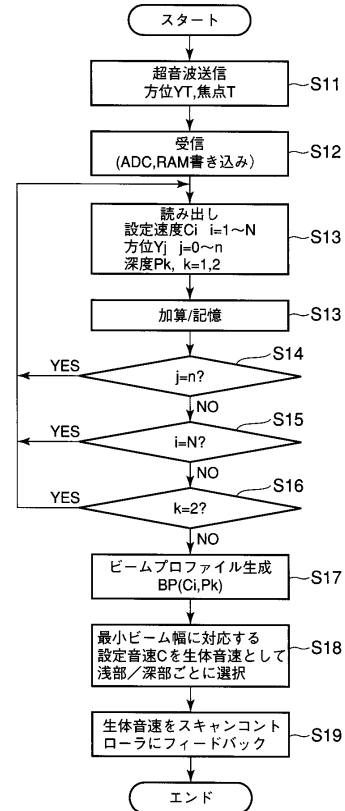 スタート
超音波送信
方位YT,焦点T
S11
受信
(ADC,RAM書き込み)
S12
読み出し
設定速度Ci i=1～N
方位Yj j=0～n
深度Pk, k=1,2
S13
加算/記憶
S13
j=n?
S14
YES
NO
i=N?
S15
YES
NO
k=2?
S16
YES
NO
ビームプロファイル生成
BP(Ci,Pk)
S17
最小ビーム幅に対応する
設定音速Cを生体音速として
浅部／深部ごとに選択
S18
生体音速をスキャンコント
ローラにフィードバック
S19
エンド